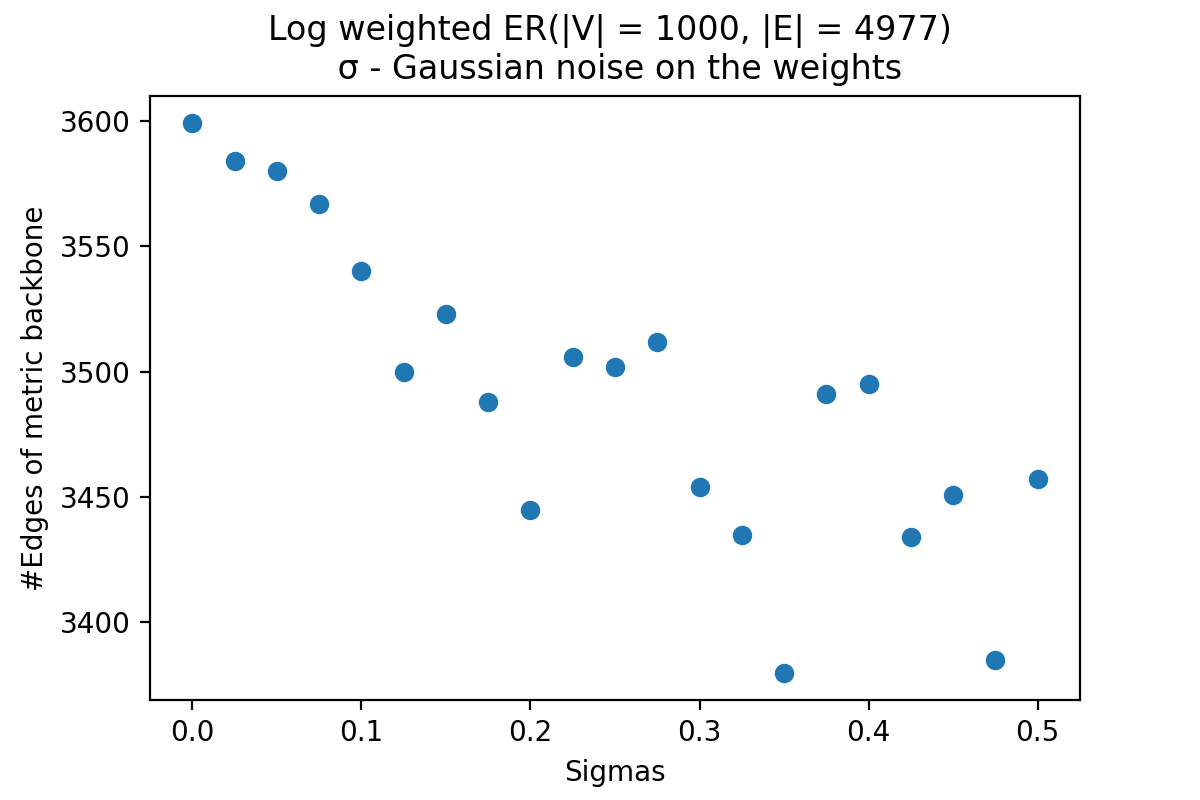 Log weighted ER(|V| = 1000, |E| = 4977)
σ - Gaussian noise on the weights
#Edges of metric backbone
3600
3550
3500
3450
3400
0.0 0.1 0.2 0.3 0.4 0.5
Sigmas